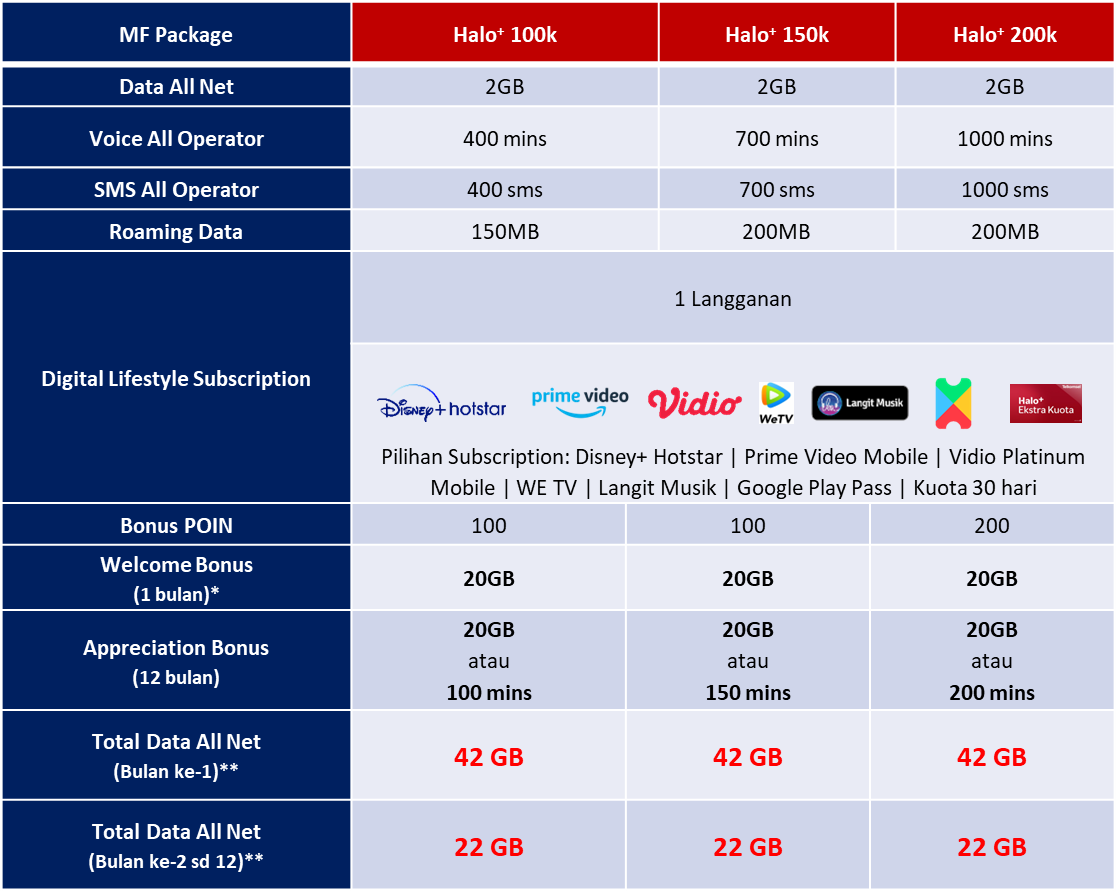 MF Package Halo+ 100k Halo+ 150k Halo+ 200k
Data All Net 2GB 2GB 2GB
Voice All Operator 400 mins 700 mins 1000 mins
SMS All Operator 400 sms 700 sms 1000 sms
Roaming Data 150MB 200MB 200MB
Digital Lifestyle Subscription
1 Langganan
Disney+ hotstar
prime video
Vidio
WeTV
Langit Musik
Halo+
Ekstra Kuota
Pilihan Subscription: Disney+ Hotstar | Prime Video Mobile | Vidio Platinum
Mobile | WE TV | Langit Musik | Google Play Pass | Kuota 30 hari
Bonus POIN 100 100 200
Welcome Bonus
(1 bulan)*
20GB 20GB 20GB
Appreciation Bonus
(12 bulan)
20GB 20GB 20GB
atau atau atau
100 mins 150 mins 200 mins
Total Data All Net
(Bulan ke-1)**
42 GB 42 GB 42 GB
Total Data All Net
(Bulan ke-2 sd 12)**
22 GB 22 GB 22 GB